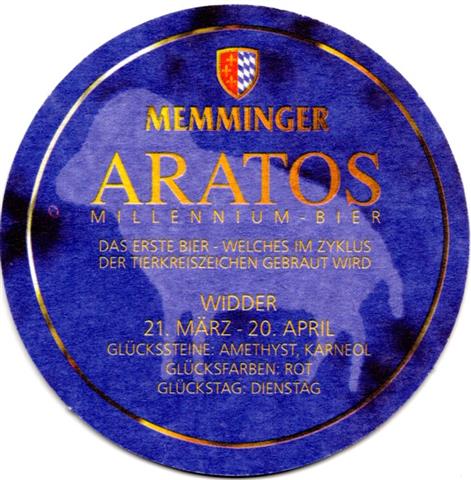 MEMMINGER
ARATOS
MILLENNIUM-BIER
DAS ERSTE BIER - WELCHES IM ZYKLUS
DER TIERKREISZEICHEN GEBRAUT WIRD
WIDDER
21. MÄRZ - 20. APRIL
GLÜCKSSTEINE: AMETHYST, KARNEOL
GLÜCKSFARBEN: ROT
GLÜCKSTAG: DIENSTAG